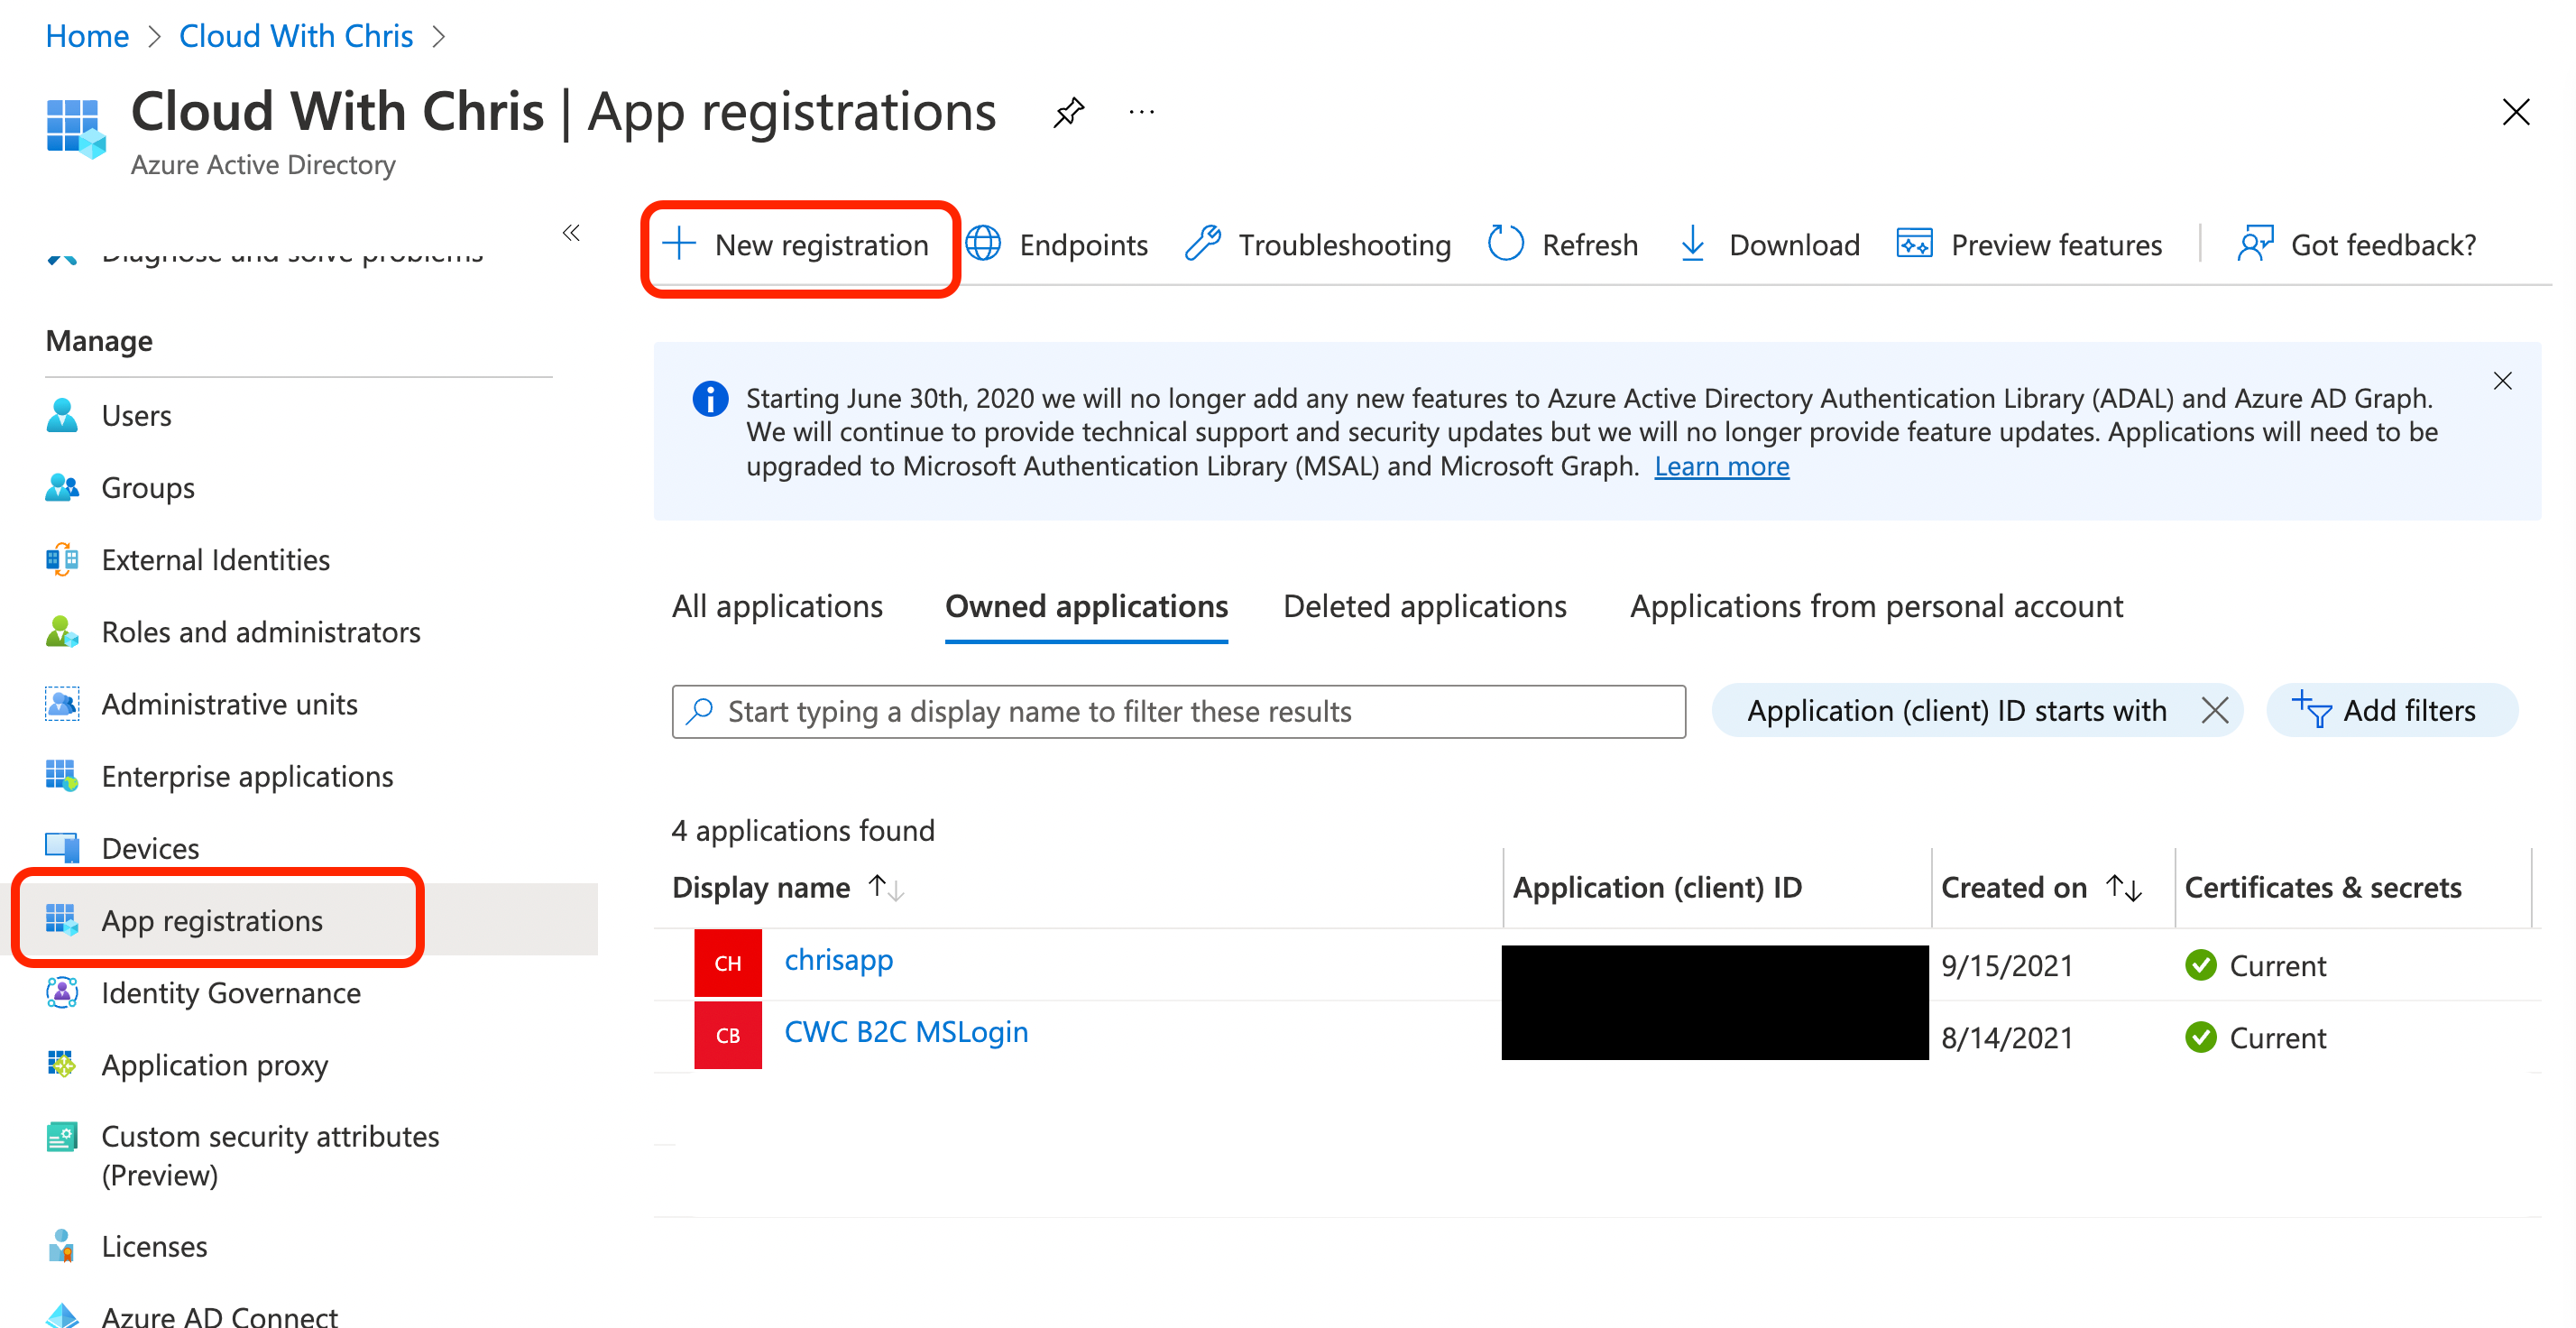 Home > Cloud With Chris >
Cloud With Chris | App registrations
Azure Active Directory
Diagnose and solve problems
Manage
Users
Groups
External Identities
Roles and administrators
Administrative units
Enterprise applications
Devices
App registrations
Identity Governance
Application proxy
Custom security attributes
(Preview)
Licenses
Azure AD Connect
New registration
Endpoints
Troubleshooting
Refresh
Download
Preview features
Got feedback?
Starting June 30th, 2020 we will no longer add any new features to Azure Active Directory Authentication Library (ADAL) and Azure AD Graph.
We will continue to provide technical support and security updates but we will no longer provide feature updates. Applications will need to be
upgraded to Microsoft Authentication Library (MSAL) and Microsoft Graph. Learn more
All applications
Owned applications
Deleted applications
Applications from personal account
Start typing a display name to filter these results
Application (client) ID starts with
Add filters
4 applications found
Display name
Application (client) ID
Created on
Certificates & secrets
CH chrisapp 9/15/2021 Current
CB CWC B2C MSLogin 8/14/2021 Current